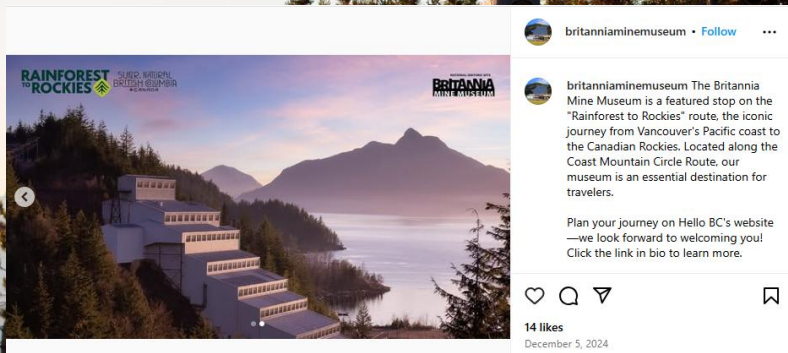 RAINFOREST
TO ROCKIES
SUPER, NATURAL
BRITISH COLUMBIA
CANADA
NATIONAL HISTORIC SITE
BRITANNIA
MINE MUSEUM
britanniaminemuseum • Follow
britanniaminemuseum The Britannia
Mine Museum is a featured stop on the
"Rainforest to Rockies" route, the iconic
journey from Vancouver's Pacific coast to
the Canadian Rockies. Located along the
Coast Mountain Circle Route, our
museum is an essential destination for
travelers.
Plan your journey on Hello BC's website
—we look forward to welcoming you!
Click the link in bio to learn more.
14 likes
December 5, 2024